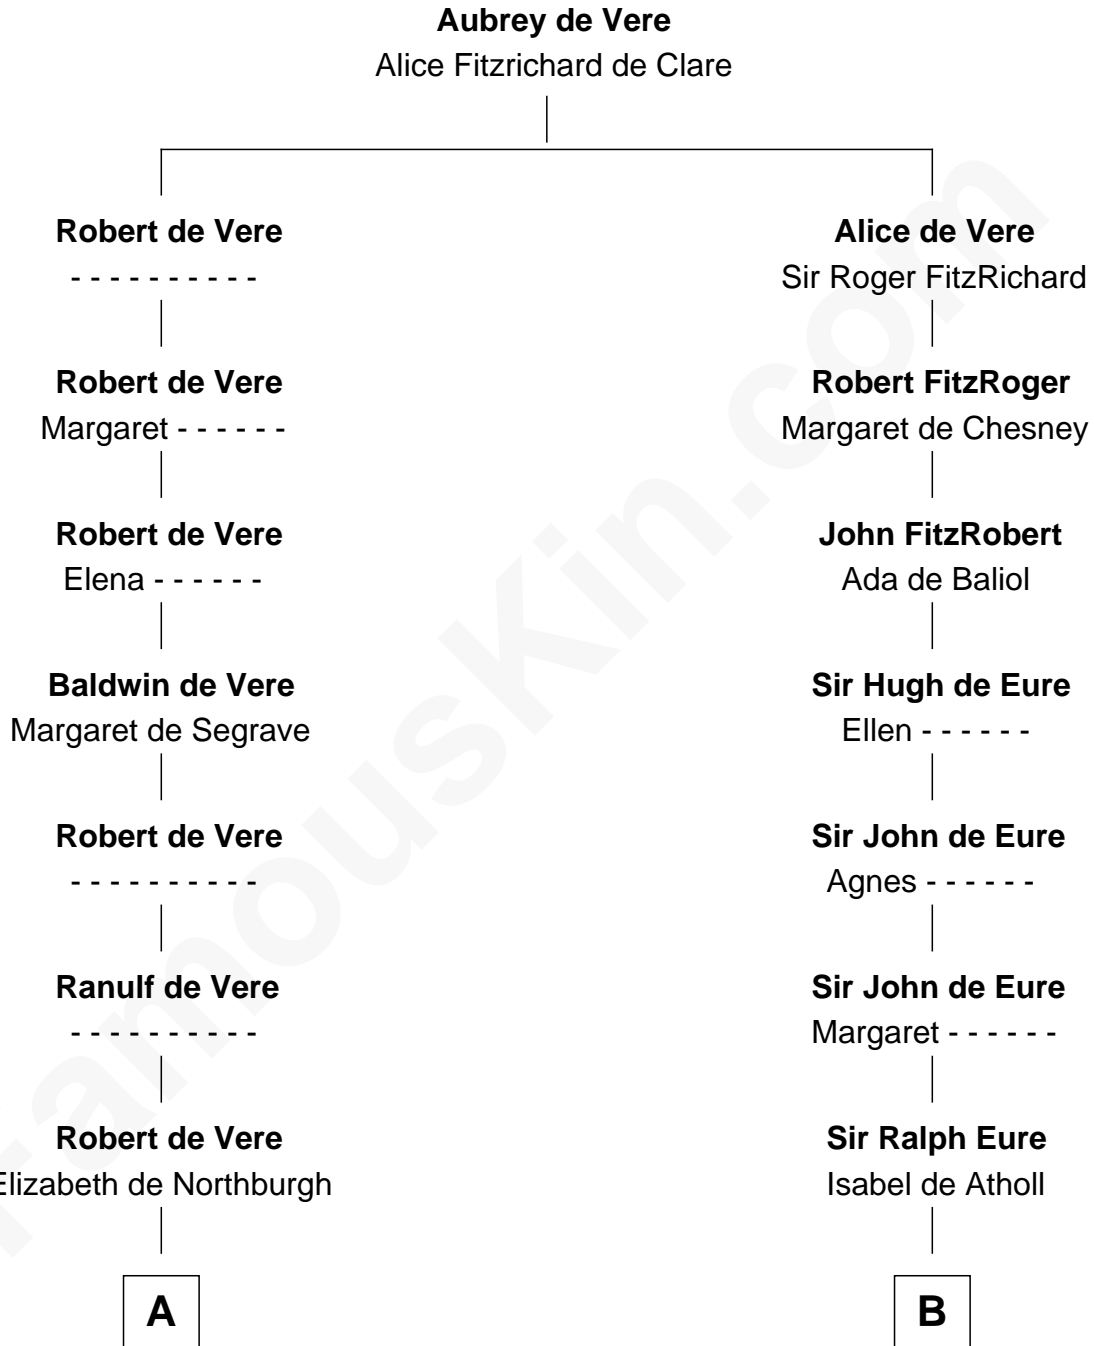 Aubrey de Vere
Alice Fitzrichard de Clare
Robert de Vere
- - - - - - - - - -
Alice de Vere
Sir Roger FitzRichard
Robert de Vere
Margaret - - - - - -
Robert FitzRoger
Margaret de Chesney
Robert de Vere
Elena - - - - - -
John FitzRobert
Ada de Baliol
Baldwin de Vere
Margaret de Segrave
Sir Hugh de Eure
Ellen - - - - - -
Robert de Vere
- - - - - - - - - -
Sir John de Eure
Agnes - - - - - -
Ranulf de Vere
- - - - - - - - - -
Sir John de Eure
Margaret - - - - - -
Robert de Vere
Elizabeth de Northburgh
Sir Ralph Eure
Isabel de Atholl
A
B
FamousKin.com